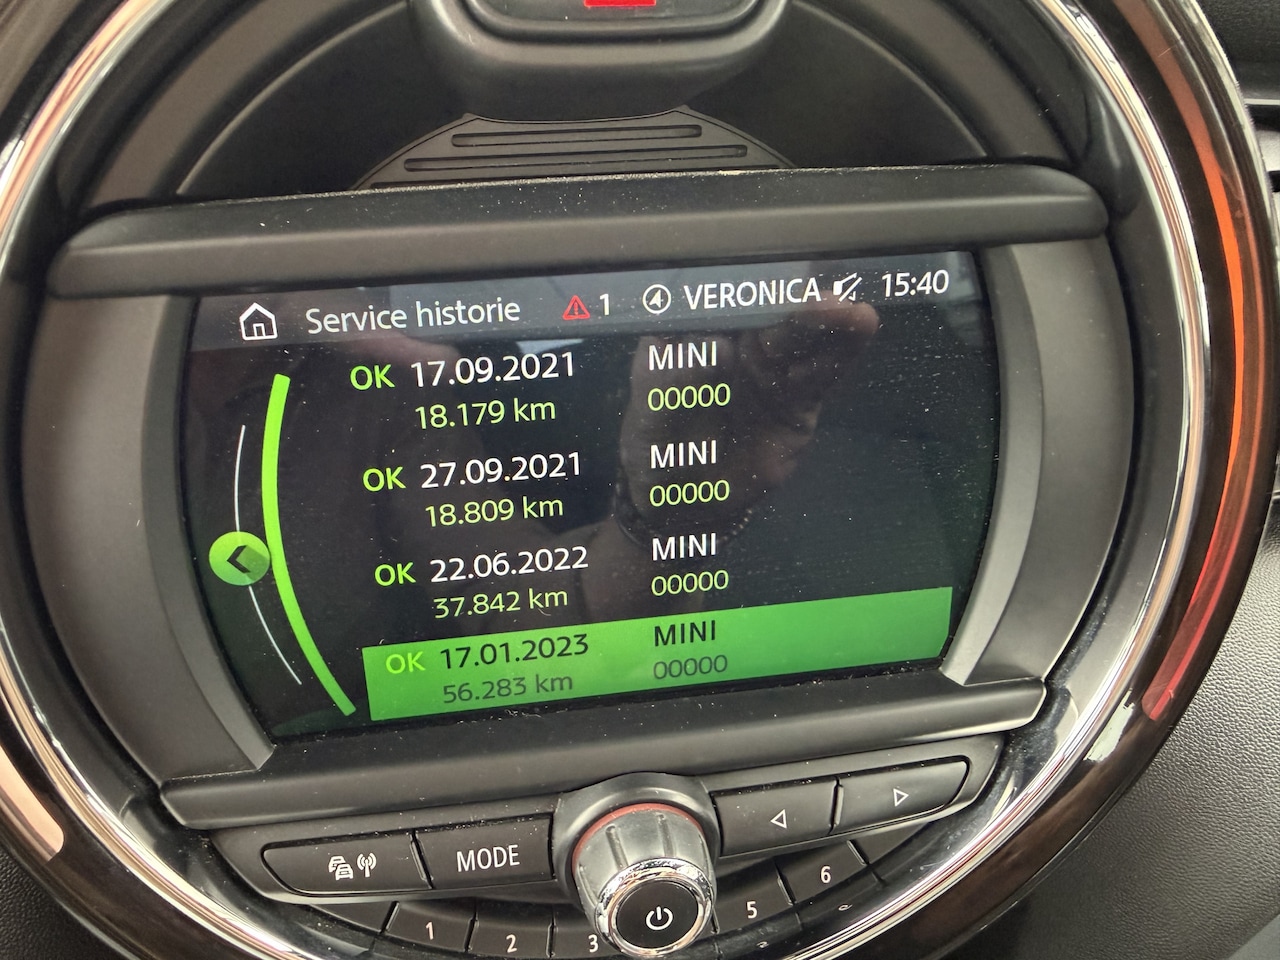 Service historie 1 VERONICA 15:40
OK 17.09.2021 MINI
18.179 km 00000
OK 27.09.2021 MINI
18.809 km 00000
OK 22.06.2022 MINI
37.842 km 00000
OK 17.01.2023 MINI
56.283 km 00000
MODE
1 2 3 5 6